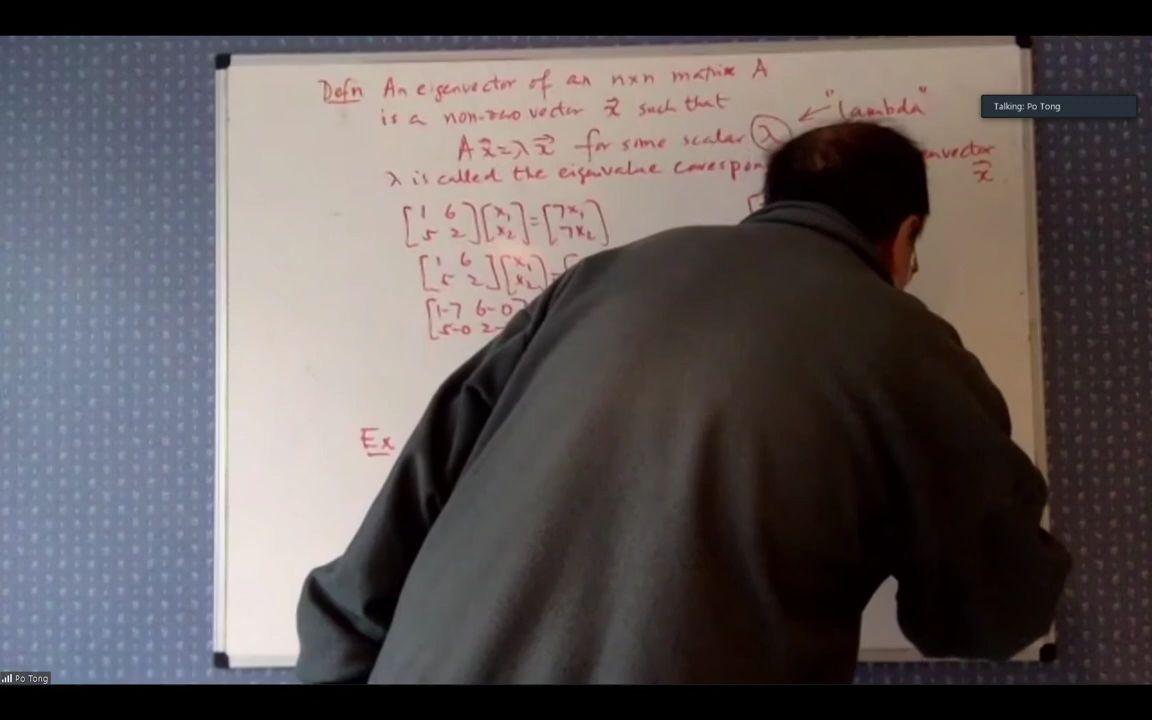 Defn An eigenvector of an nxn matrix A
is a non-zero vector x⃗ such that
"lambda"
Ax⃗=λx⃗ for some scalar λ
λ is called the eigenvalue
x⃗
[1 6
5 2][x₁
x₂]=[7x₁
7x₂]
[1 6
5 2][x₁
x₂]=
[1-7 6-0
5-0 2-
Ex
Talking: Po Tong
Po Tong